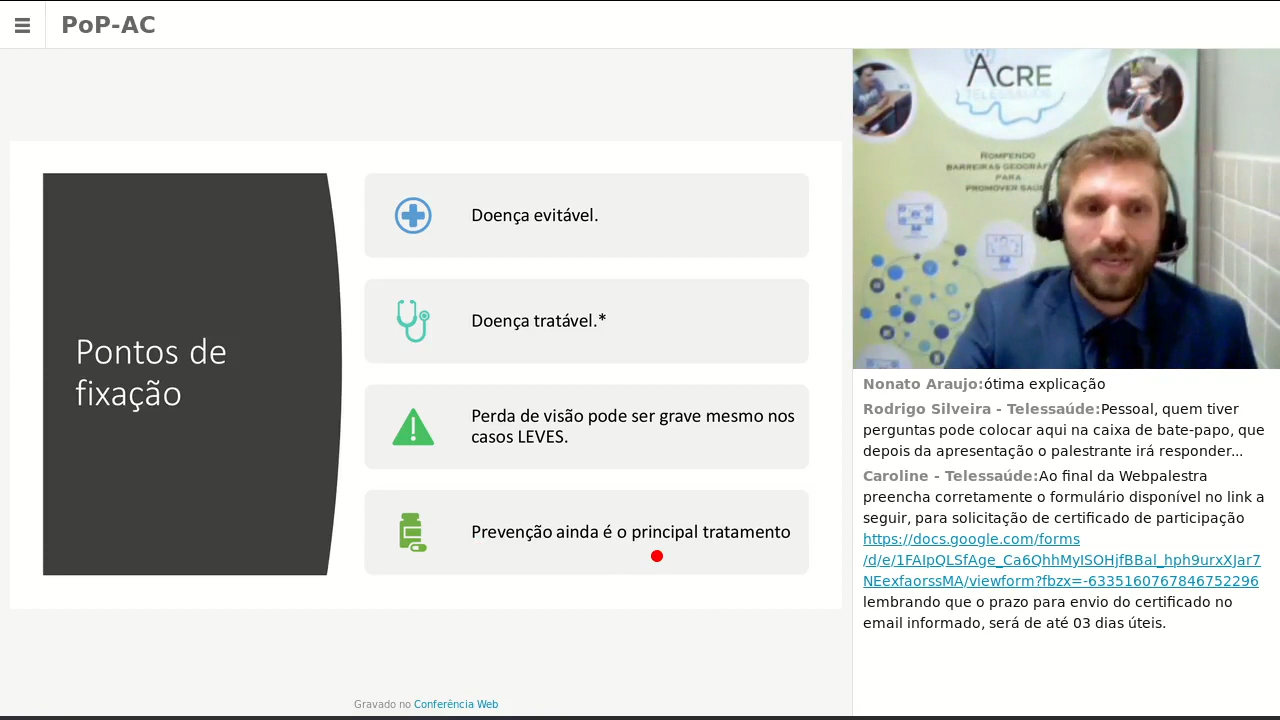 PoP-AC
Pontos de
fixação
Doença evitável.
Doença tratável.*
Perda de visão pode ser grave mesmo nos
casos LEVES.
Prevenção ainda é o principal tratamento
Gravado no Conferência Web
ACRE
TELESSAÚDE
ROMPENDO
BARREIRAS
PARA
PROMOVER
Nonato Araujo:ótima explicação
Rodrigo Silveira - Telessaúde:Pessoal, quem tiver
perguntas pode colocar aqui na caixa de bate-papo, que
depois da apresentação o palestrante irá responder...
Caroline - Telessaúde:Ao final da Webpalestra
preencha corretamente o formulário disponível no link a
seguir, para solicitação de certificado de participação
https://docs.google.com/forms
/d/e/1FAIpQLSfAge_Ca6QhhMyISOHjfBBal_hph9urxXJar7
NEexfaorssMA/viewform?fbzx=-6335160767846752296
lembrando que o prazo para envio do certificado no
email informado, será de até 03 dias úteis.